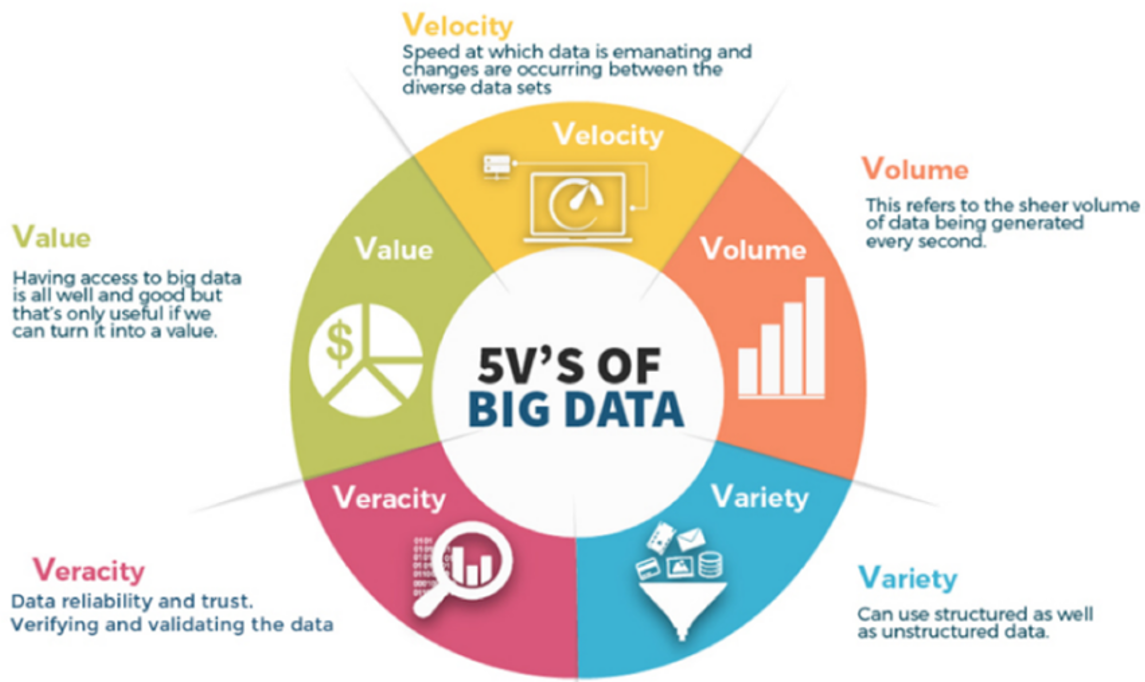 Velocity
Speed at which data is emanating and
changes are occurring between the
diverse data sets
Velocity
Volume
This refers to the sheer volume
of data being generated
every second.
Volume
Value
Having access to big data
is all well and good but
that's only useful if we
can turn it into a value.
Value
$
5V'S OF
BIG DATA
Veracity
Veracity
Data reliability and trust.
Verifying and validating the data
Variety
Variety
Can use structured as well
as unstructured data.